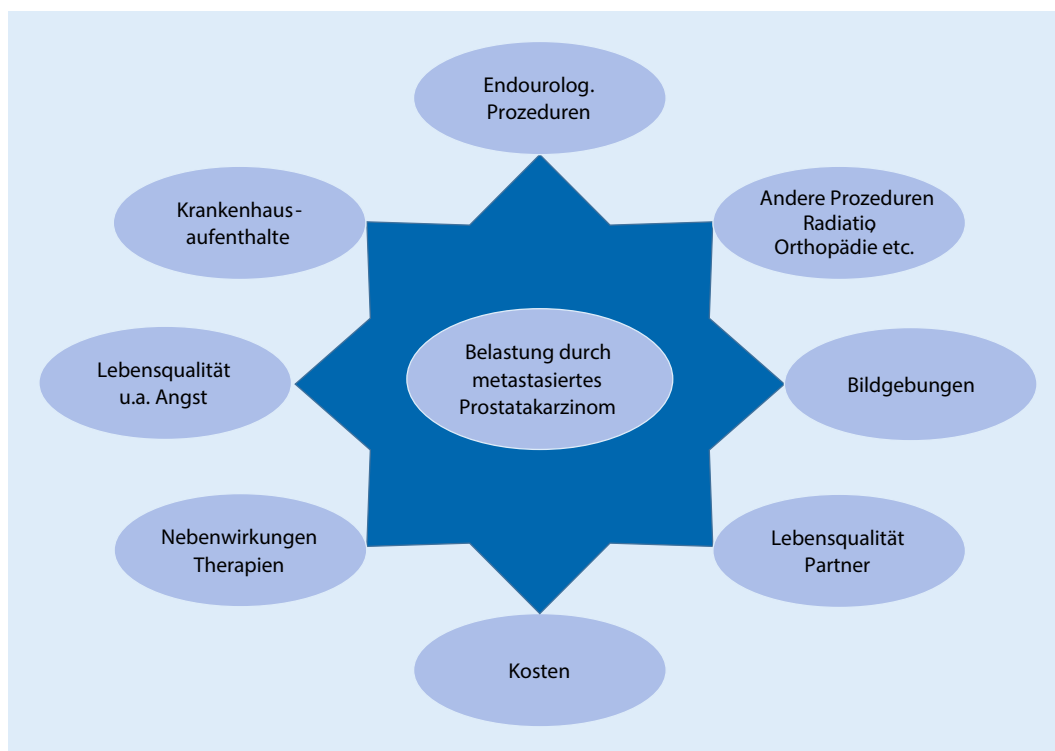 Endourolog.
Prozeduren
Krankenhaus-
aufenthalte
Andere Prozeduren
Radiatio,
Orthopädie etc.
Lebensqualität
u.a. Angst
Belastung durch
metastasiertes
Prostatakarzinom
Bildgebungen
Nebenwirkungen
Therapien
Lebensqualität
Partner
Kosten